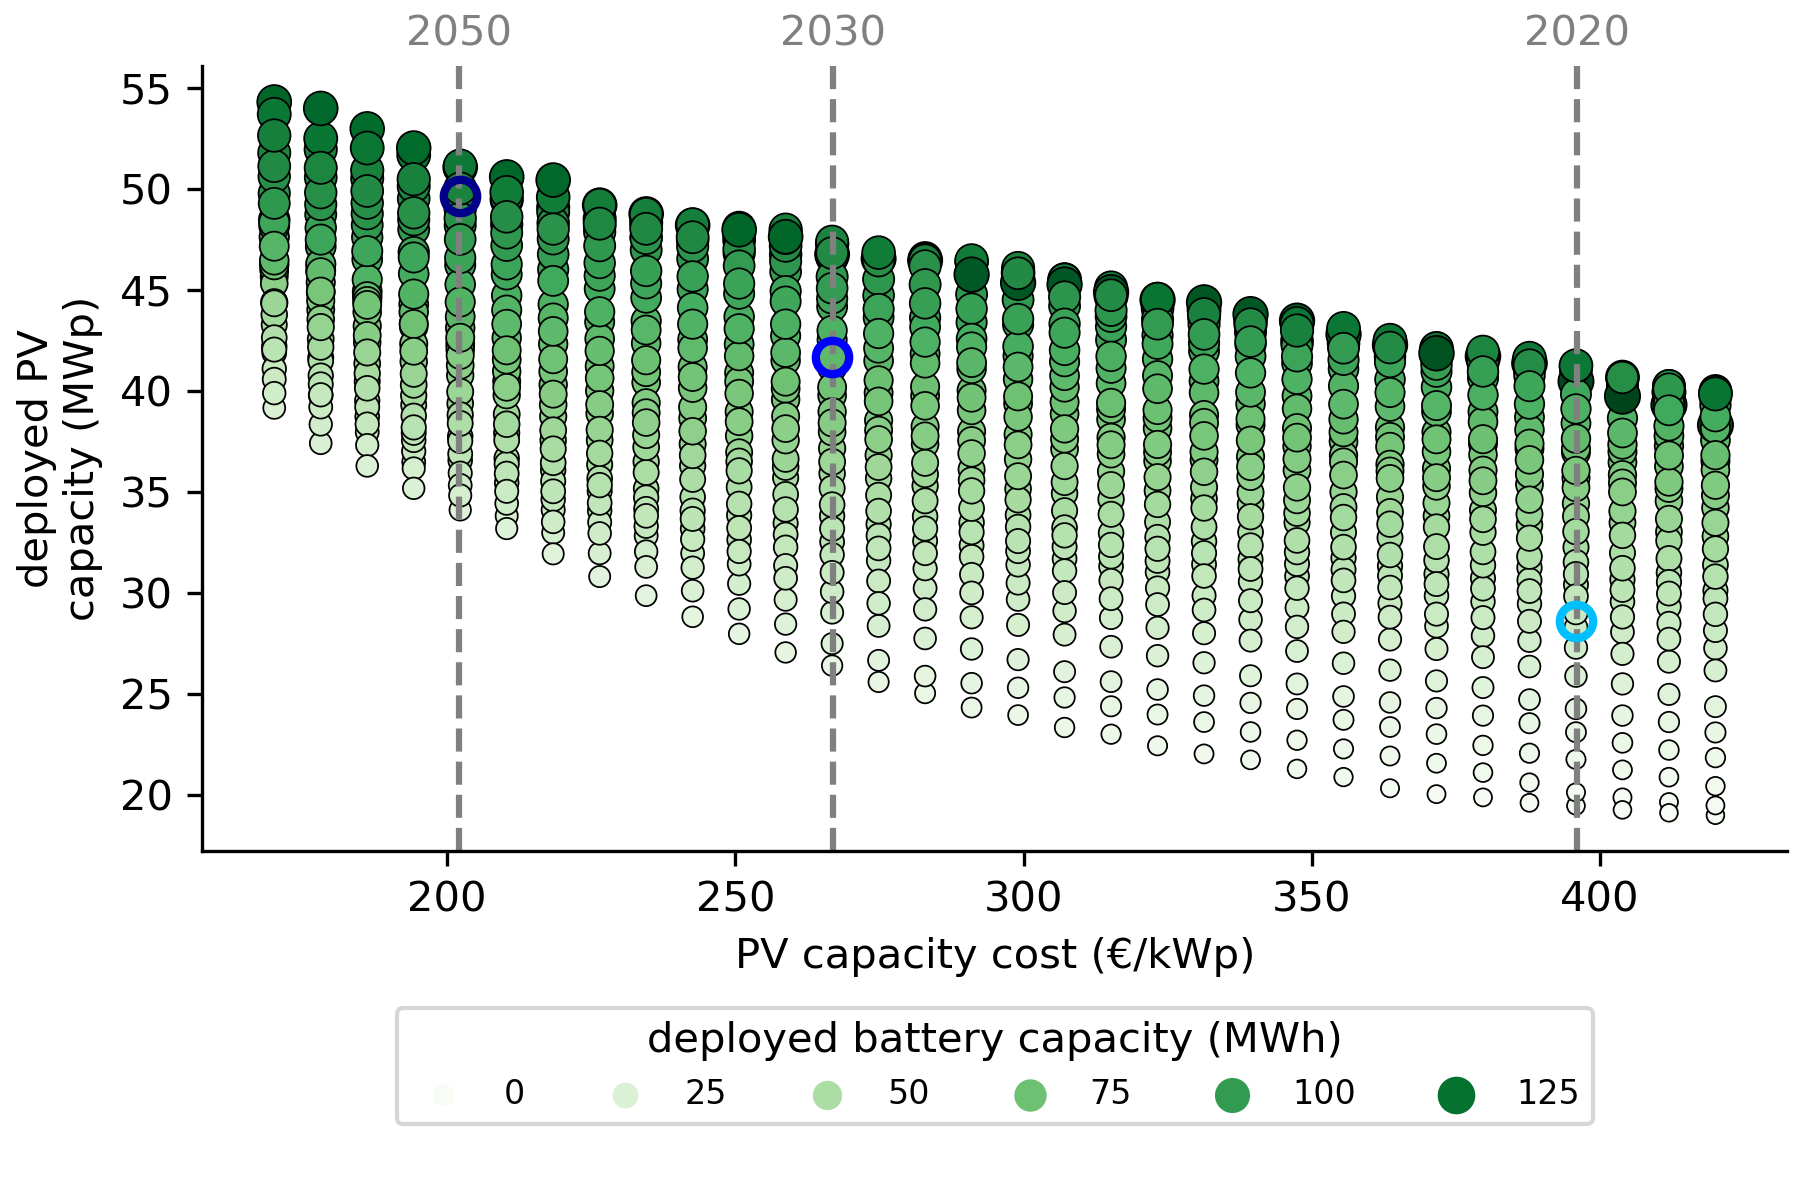 2050 2030 2020
55
50
45
40
35
30
25
20
deployed PV
capacity (MWp)
200 250 300 350 400
PV capacity cost (€/kWp)
deployed battery capacity (MWh)
0 25 50 75 100 125